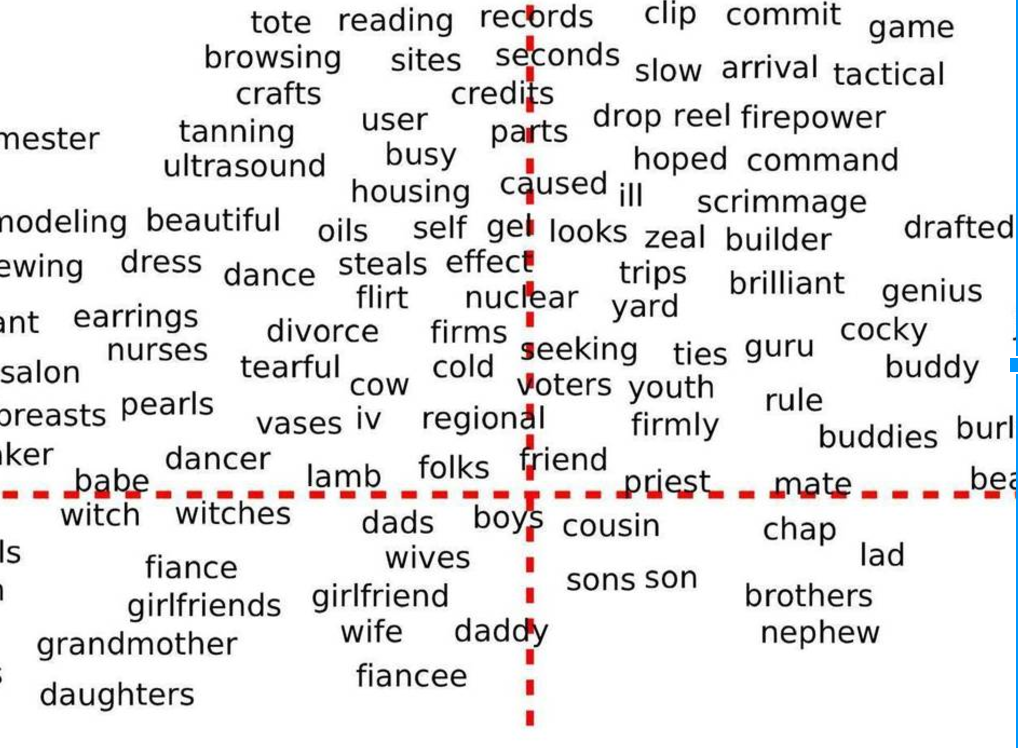 tote reading records clip commit game
browsing sites seconds slow arrival tactical
crafts credits drop reel firepower
mester tanning user parts
ultrasound busy hoped command
housing caused ill scrimmage
modeling beautiful oils self gel looks zeal builder drafted
ewing dress dance steals effect trips brilliant genius
flirt nuclear yard
ant earrings divorce firms cocky
nurses seeking ties guru
salon tearful cold buddy
cow voters youth
breasts pearls vases iv regional firmly rule buddies burl
aker dancer lamb folks friend
babe priest mate bea
witch witches dads boys cousin chap
ls wives lad
fiance sons son
girlfriends girlfriend brothers
grandmother wife daddy nephew
fiancee
daughters